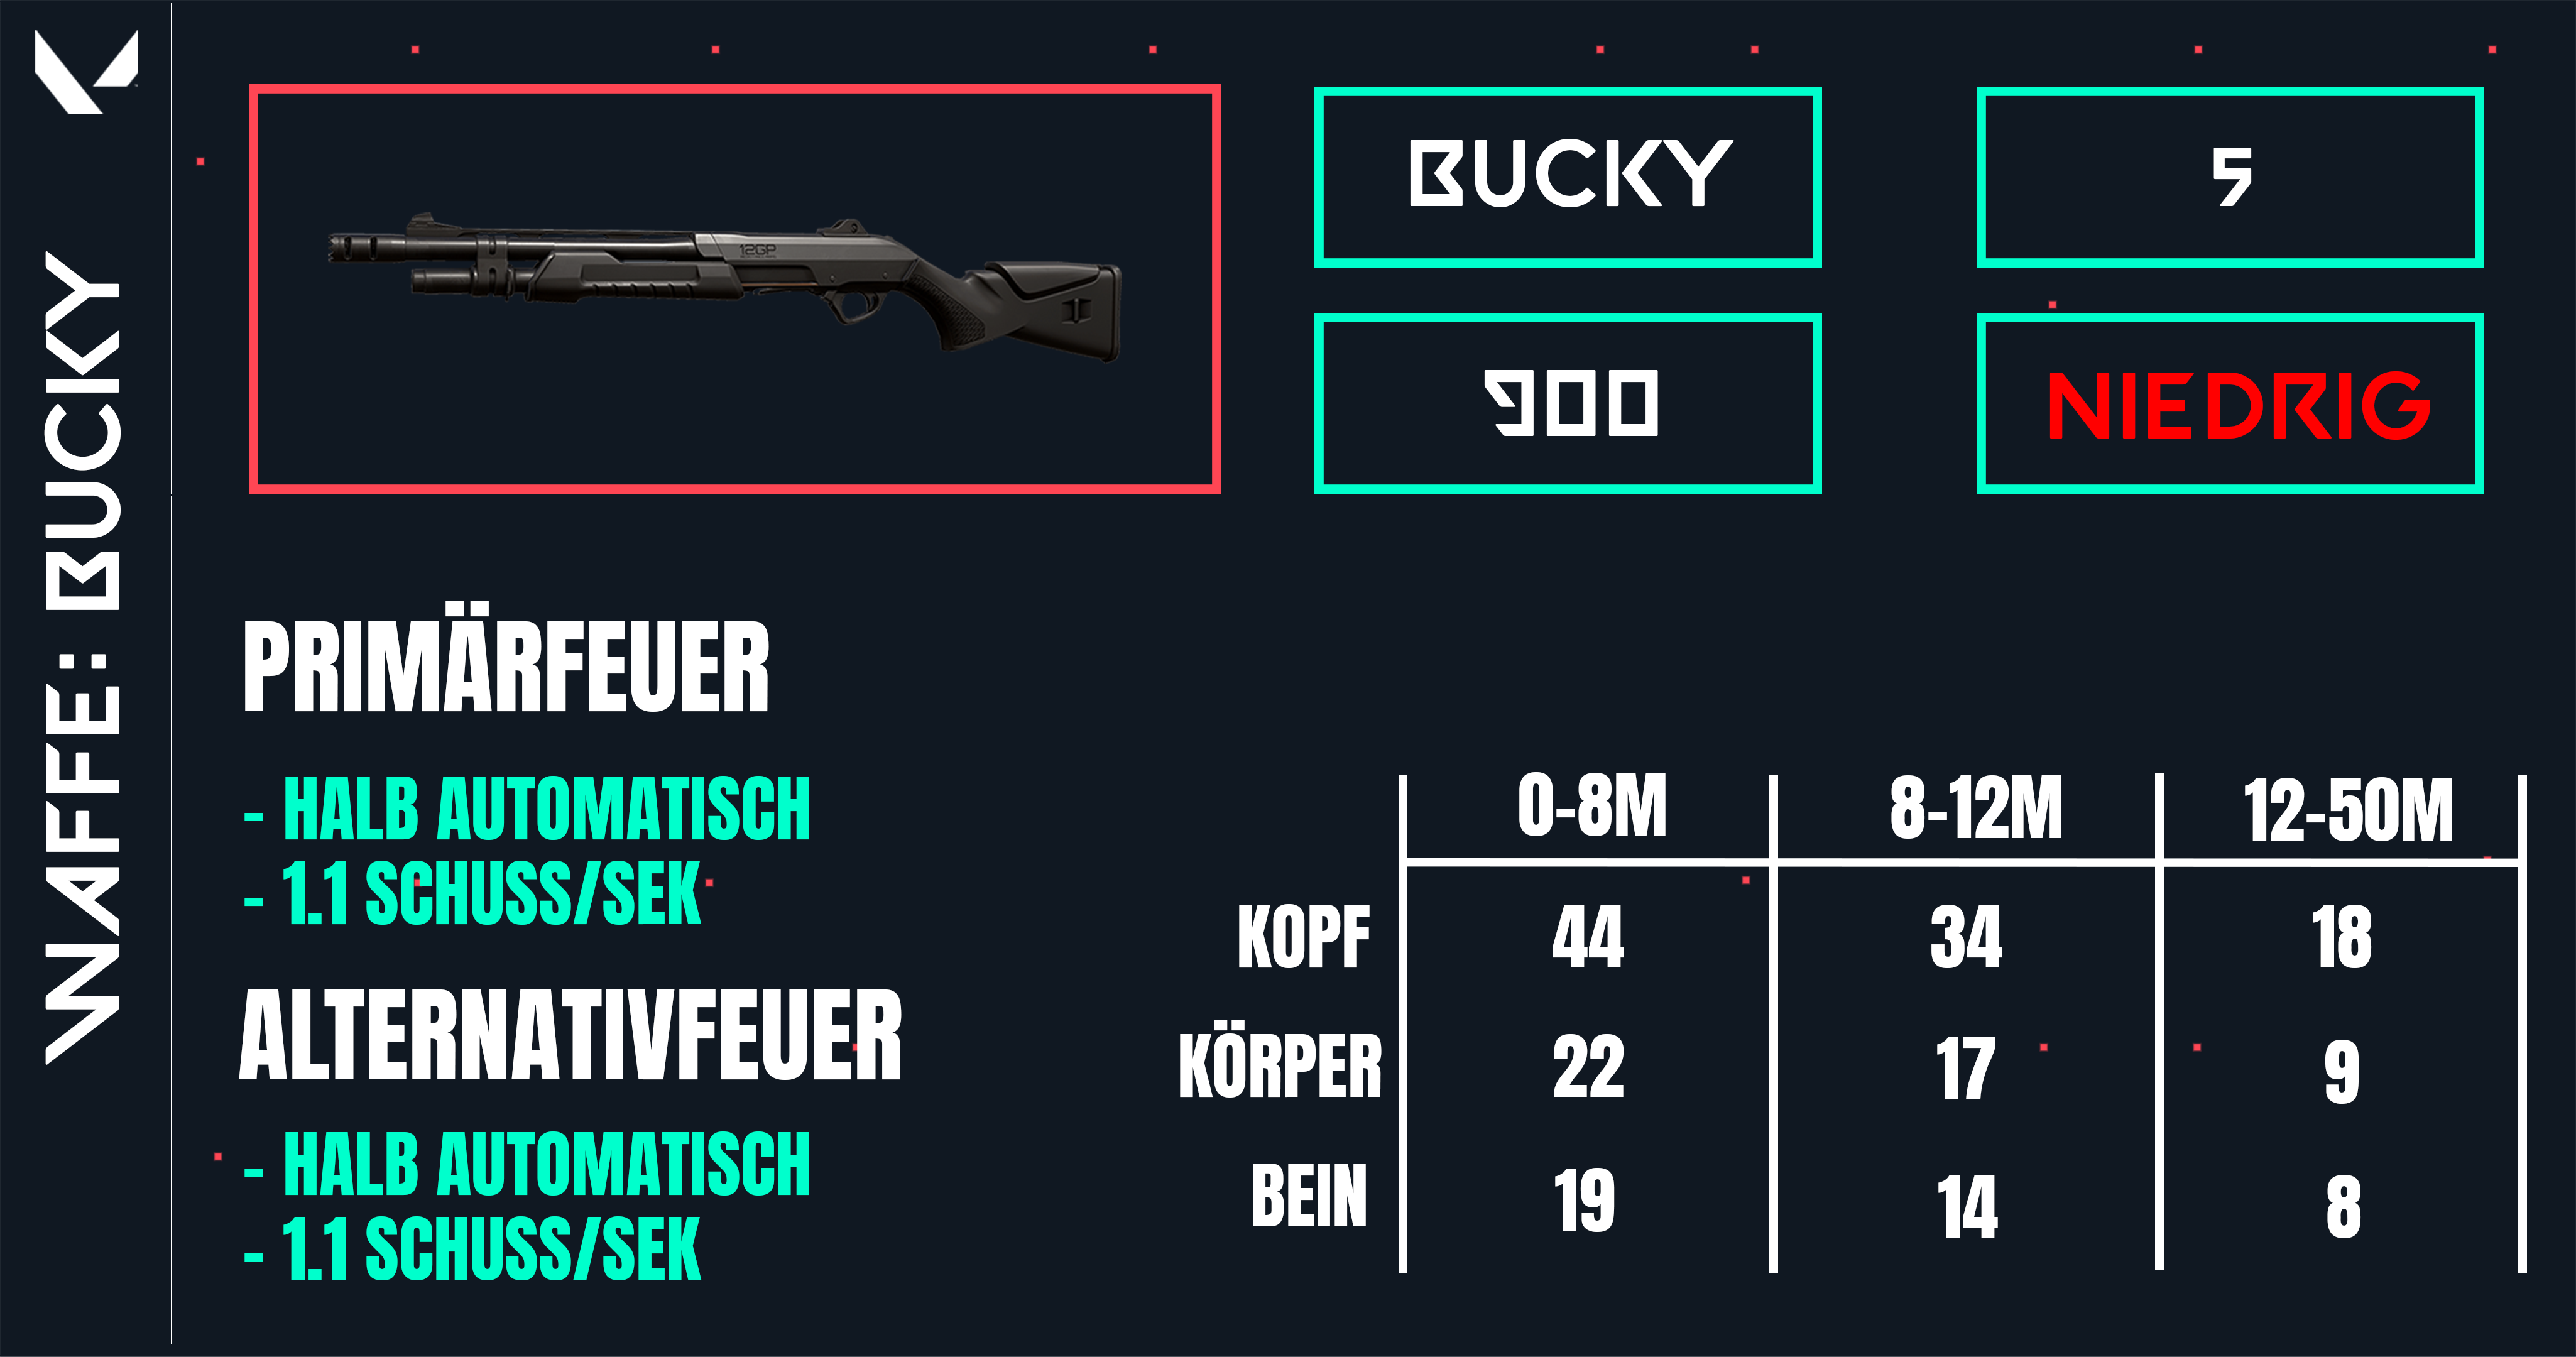 WAFFE: BUCKY
12GP
BUCKY
5
900
NIEDRIG
PRIMÄRFEUER
- HALB AUTOMATISCH
- 1.1 SCHUSS/SEK
ALTERNATIVFEUER
- HALB AUTOMATISCH
- 1.1 SCHUSS/SEK
0-8M 8-12M 12-50M
KOPF 44 34 18
KÖRPER 22 17 9
BEIN 19 14 8